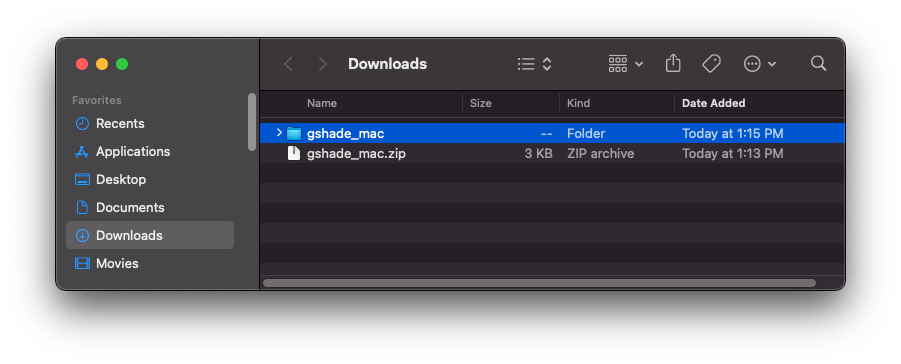 Downloads
Favorites
Recents
Applications
Desktop
Documents
Downloads
Movies
Name Size Kind Date Added
gshade_mac -- Folder Today at 1:15 PM
gshade_mac.zip 3 KB ZIP archive Today at 1:13 PM